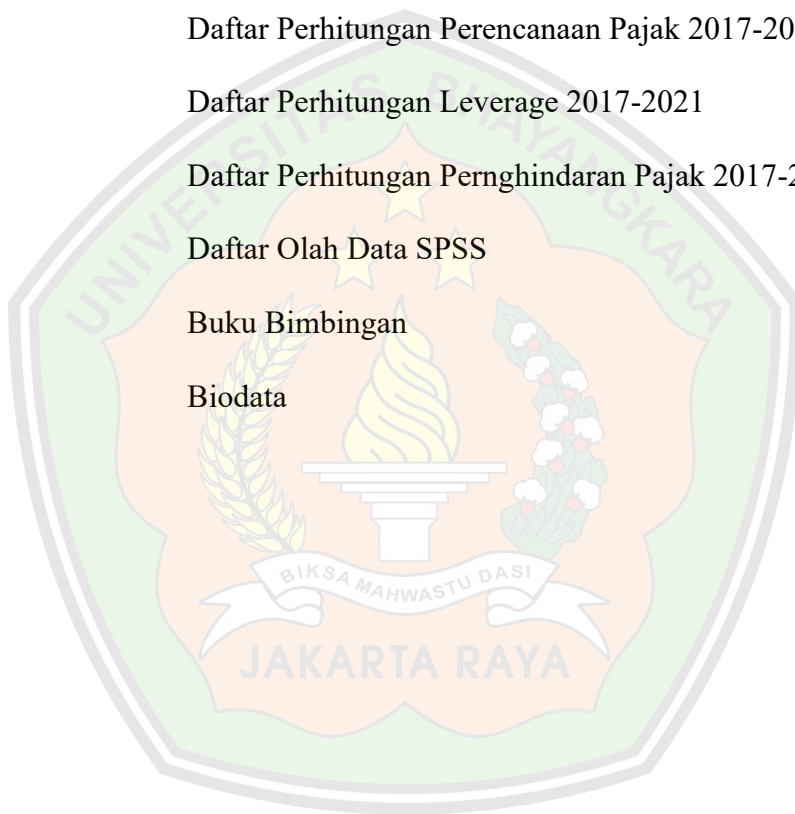 Daftar Perhitungan Perencanaan Pajak 2017-20
Daftar Perhitungan Leverage 2017-2021
Daftar Perhitungan Pernghindaran Pajak 2017-2
Daftar Olah Data SPSS
Buku Bimbingan
Biodata
UNIVERSITAS BHAYANGKARA
BIKSA MAHWASTU DASI
JAKARTA RAYA